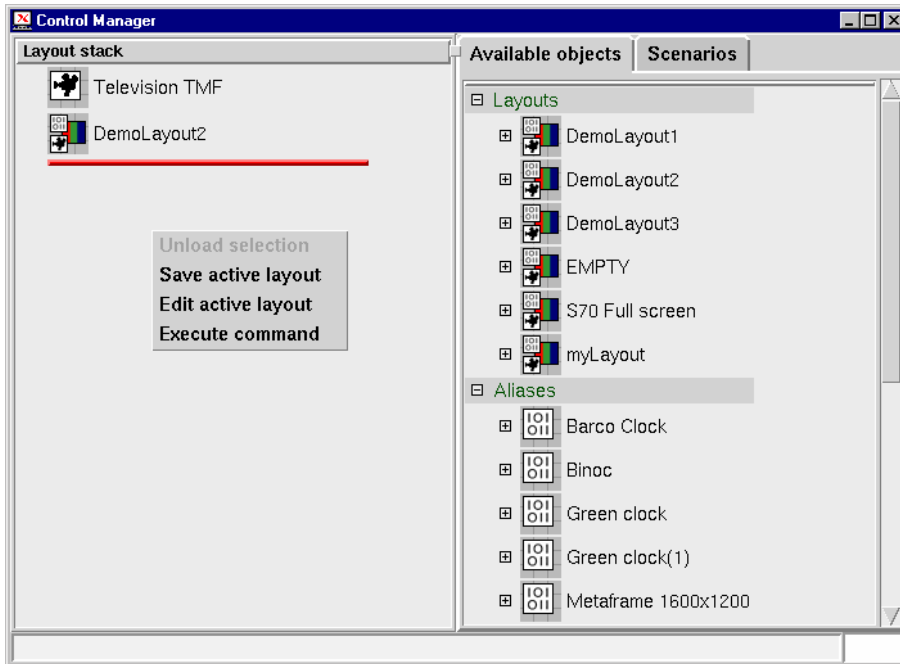 Control Manager
Layout stack
Television TMF
DemoLayout2
Unload selection
Save active layout
Edit active layout
Execute command
Available objects
Scenarios
Layouts
DemoLayout1
DemoLayout2
DemoLayout3
EMPTY
S70 Full screen
myLayout
Aliases
Barco Clock
Binoc
Green clock
Green clock(1)
Metaframe 1600x1200